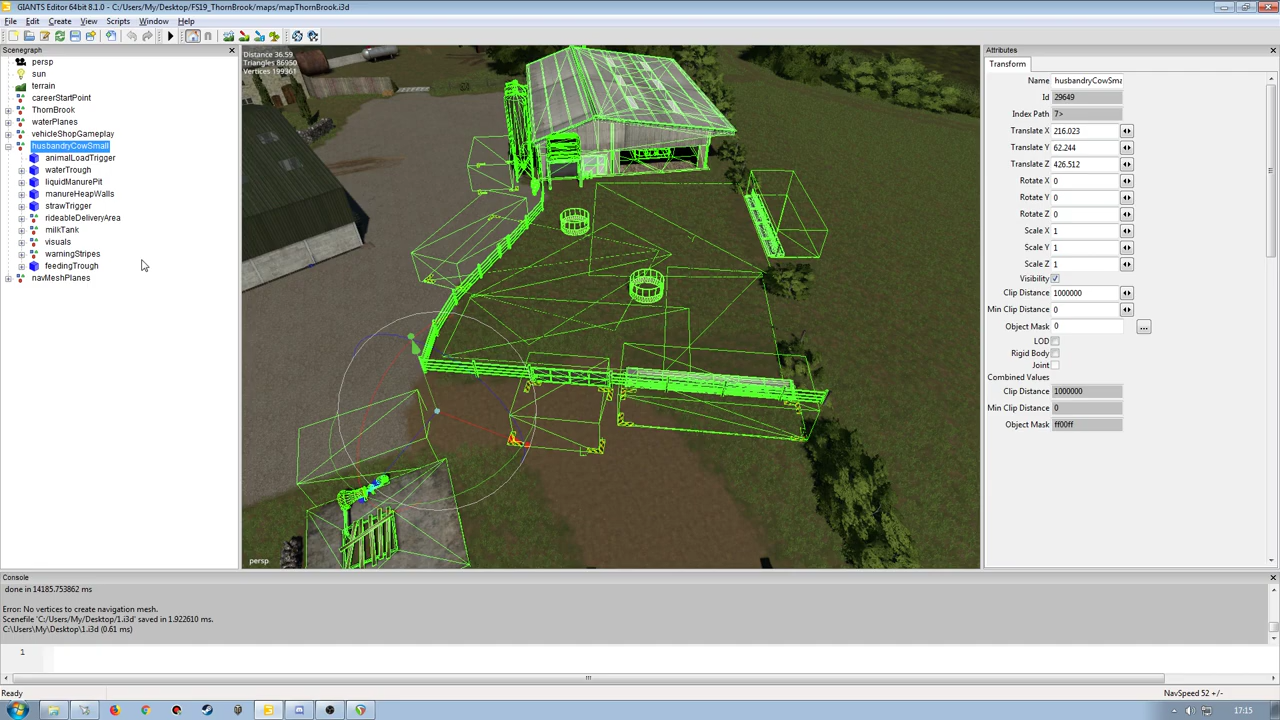 GIANTS Editor 64bit 8.1.0 - C:/Users/My/Desktop/FS19_ThornBrook/maps/mapThornBrook.i3d
File Edit Create View Scripts Window Help
Scenegraph
persp
sun
terrain
careerStartPoint
ThornBrook
waterPlanes
vehicleShopGameplay
husbandryCowSmall
animalLoadTrigger
waterTrough
liquidManurePit
manureHeapWalls
strawTrigger
rideableDeliveryArea
milkTank
visuals
warningStripes
feedingTrough
navMeshPlanes
Distance 36.59
Triangles 86950
Vertices 199361
persp
Attributes
Transform
Name husbandryCowSma
Id 29649
Index Path 7>
Translate X 216.023
Translate Y 62.244
Translate Z 426.512
Rotate X 0
Rotate Y 0
Rotate Z 0
Scale X 1
Scale Y 1
Scale Z 1
Visibility
Clip Distance 1000000
Min Clip Distance 0
Object Mask 0 ...
LOD
Rigid Body
Joint
Combined Values
Clip Distance 1000000
Min Clip Distance 0
Object Mask ff00ff
Console
done in 14185.753862 ms
Error: No vertices to create navigation mesh.
Scenefile 'C:/Users/My/Desktop/1.i3d' saved in 1.922610 ms.
C:\Users\My\Desktop\1.i3d (0.61 ms)
1
Ready
NavSpeed 52 +/-
17:15